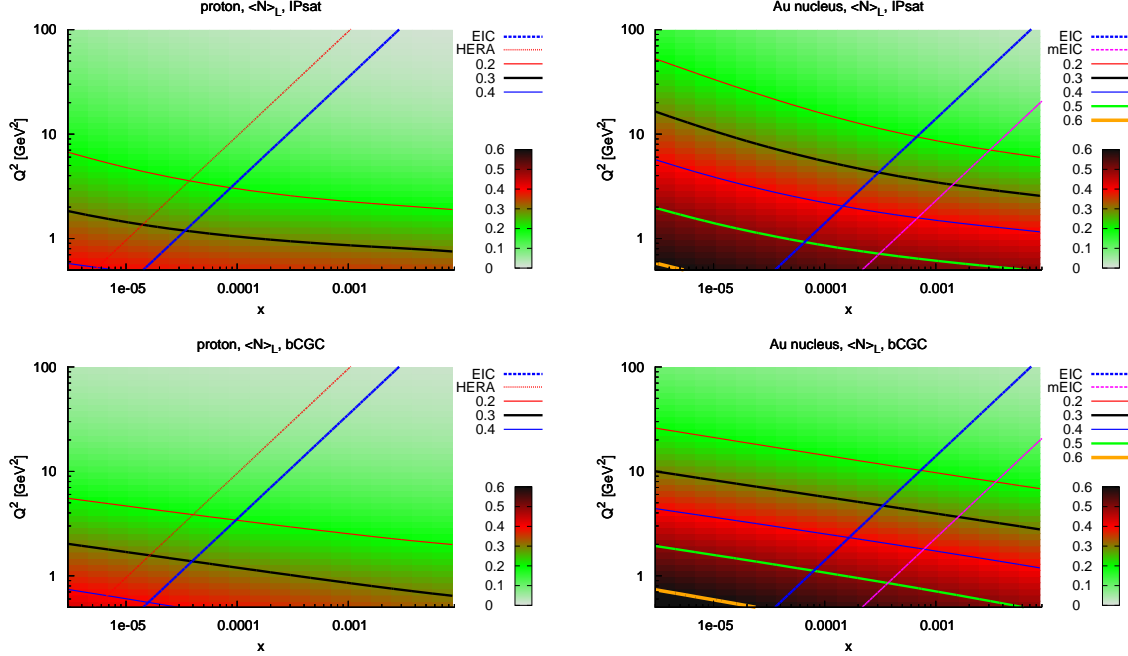 proton, <N>L, IPsat
Q2 [GeV2]
100
10
1
1e-05
0.0001
0.001
x
EIC
HERA
0.2
0.3
0.4
0.6
0.5
0.4
0.3
0.2
0.1
0
Au nucleus, <N>L, IPsat
Q2 [GeV2]
100
10
1
1e-05
0.0001
0.001
x
EIC
mEIC
0.2
0.3
0.4
0.5
0.6
0.6
0.5
0.4
0.3
0.2
0.1
0
proton, <N>L, bCGC
Q2 [GeV2]
100
10
1
1e-05
0.0001
0.001
x
EIC
HERA
0.2
0.3
0.4
0.6
0.5
0.4
0.3
0.2
0.1
0
Au nucleus, <N>L, bCGC
Q2 [GeV2]
100
10
1
1e-05
0.0001
0.001
x
EIC
mEIC
0.2
0.3
0.4
0.5
0.6
0.6
0.5
0.4
0.3
0.2
0.1
0